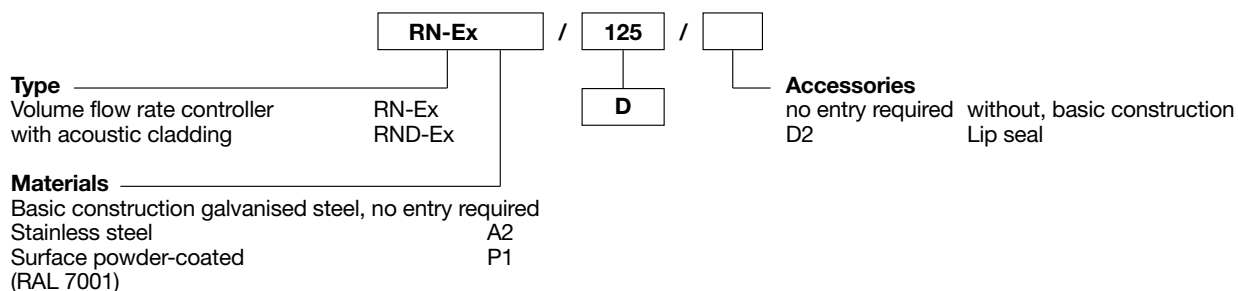 RN-Ex / 125 / 
D
Type
Volume flow rate controller RN-Ex
with acoustic cladding RND-Ex
Accessories
no entry required without, basic construction
D2 Lip seal
Materials
Basic construction galvanised steel, no entry required
Stainless steel A2
Surface powder-coated P1
(RAL 7001)